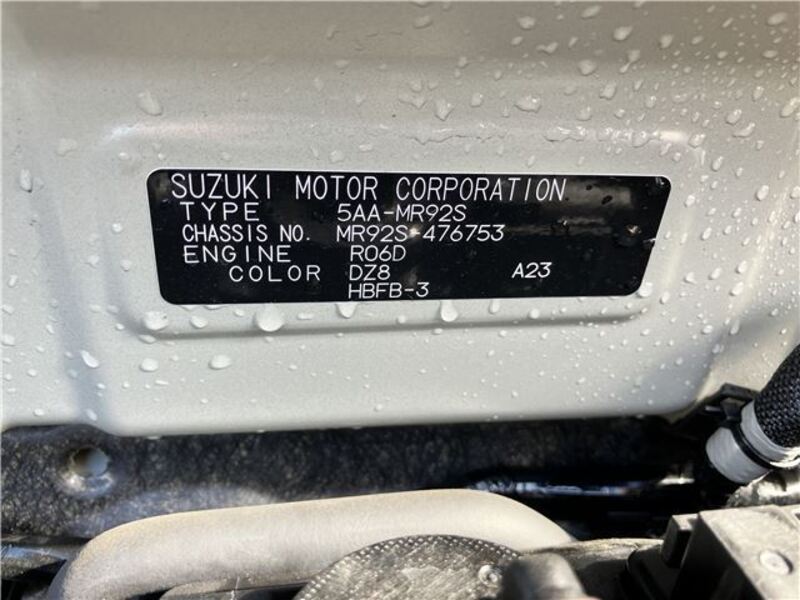 SUZUKI MOTOR CORPORATION
TYPE 5AA-MR92S
CHASSIS NO. MR92S-476753
ENGINE R06D
COLOR DZ8 A23
HBFB-3